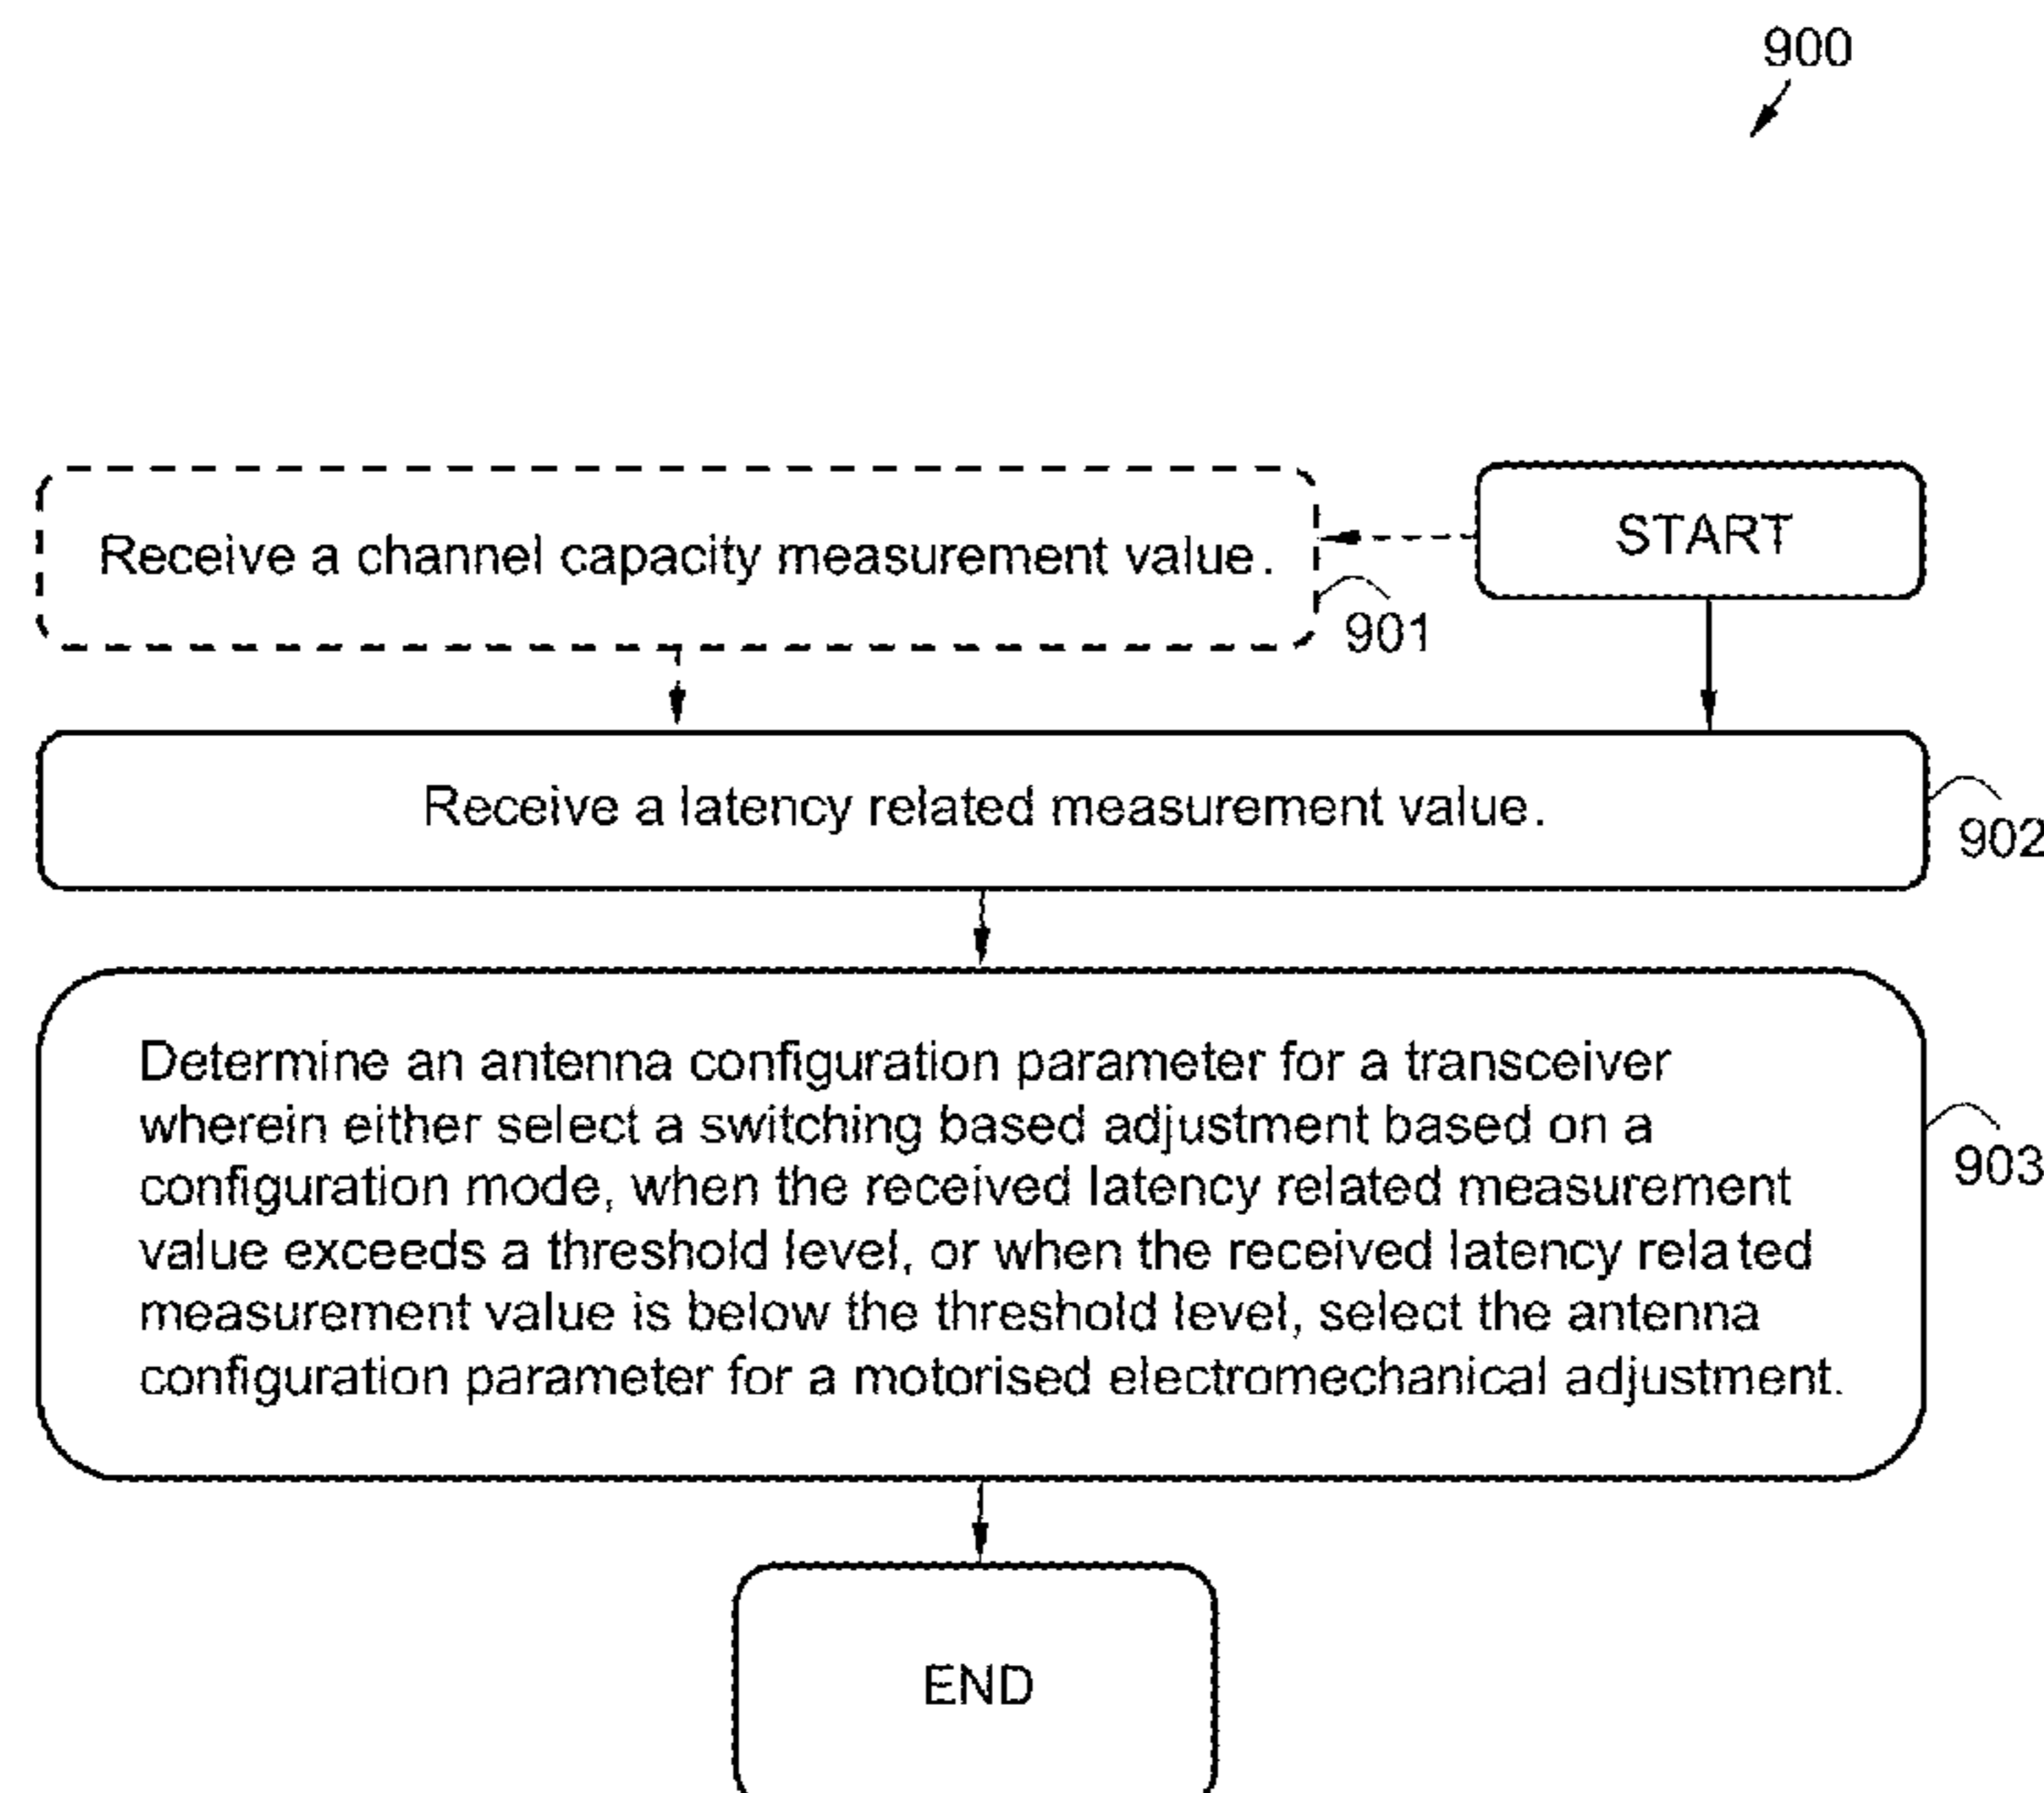 900
START
Receive a channel capacity measurement value.
901
Receive a latency related measurement value.
902
Determine an antenna configuration parameter for a transceiver
wherein either select a switching based adjustment based on a
configuration mode, when the received latency related measurement
value exceeds a threshold level, or when the received latency related
measurement value is below the threshold level, select the antenna
configuration parameter for a motorised electromechanical adjustment.
903
END